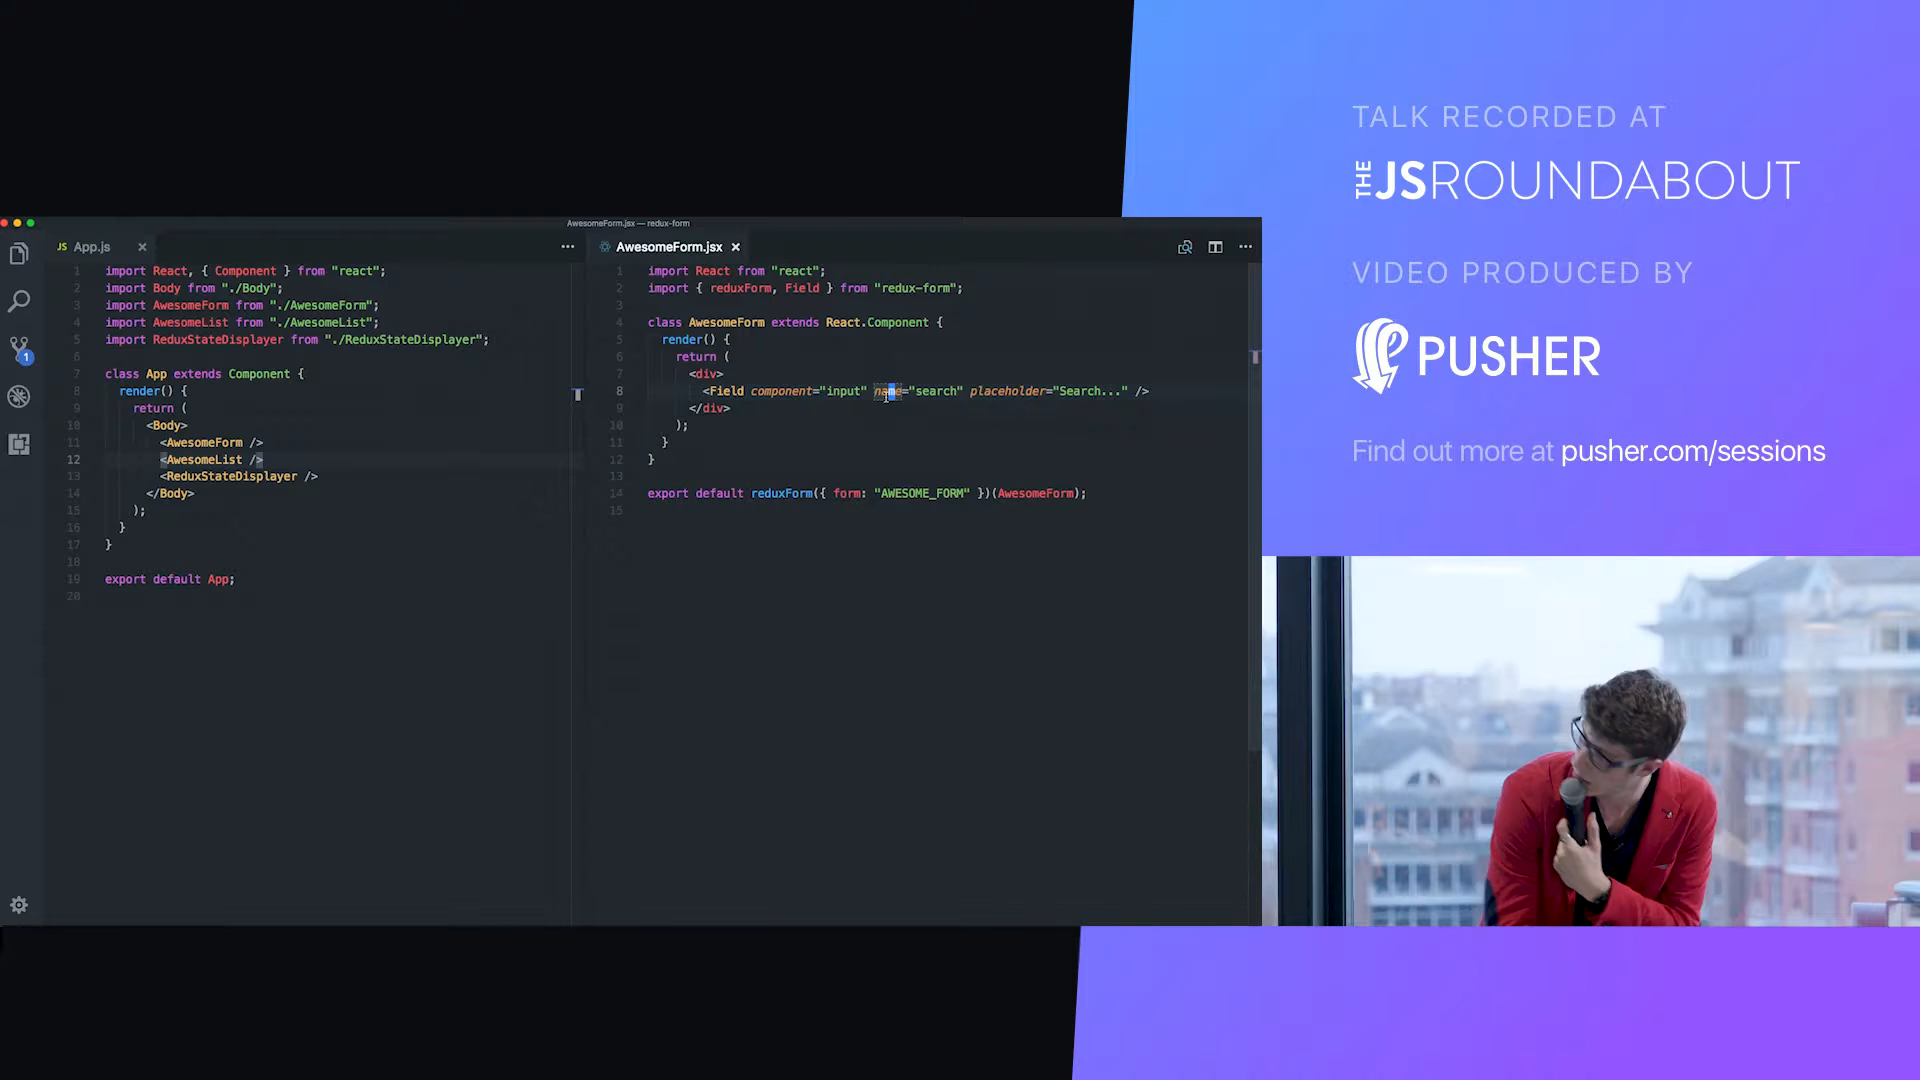 TALK RECORDED AT
THE JSROUNDABOUT
VIDEO PRODUCED BY
PUSHER
Find out more at pusher.com/sessions
AwesomeForm.jsx — redux-form
JS App.js
1 import React, { Component } from "react";
2 import Body from "./Body";
3 import AwesomeForm from "./AwesomeForm";
4 import AwesomeList from "./AwesomeList";
5 import ReduxStateDisplayer from "./ReduxStateDisplayer";
6
7 class App extends Component {
8 render() {
9 return (
10 <Body>
11 <AwesomeForm />
12 <AwesomeList />
13 <ReduxStateDisplayer />
14 </Body>
15 );
16 }
17 }
18
19 export default App;
20
1
AwesomeForm.jsx
1 import React from "react";
2 import { reduxForm, Field } from "redux-form";
3
4 class AwesomeForm extends React.Component {
5 render() {
6 return (
7 <div>
8 <Field component="input" name="search" placeholder="Search..." />
9 </div>
10 );
11 }
12 }
13
14 export default reduxForm({ form: "AWESOME_FORM" })(AwesomeForm);
15